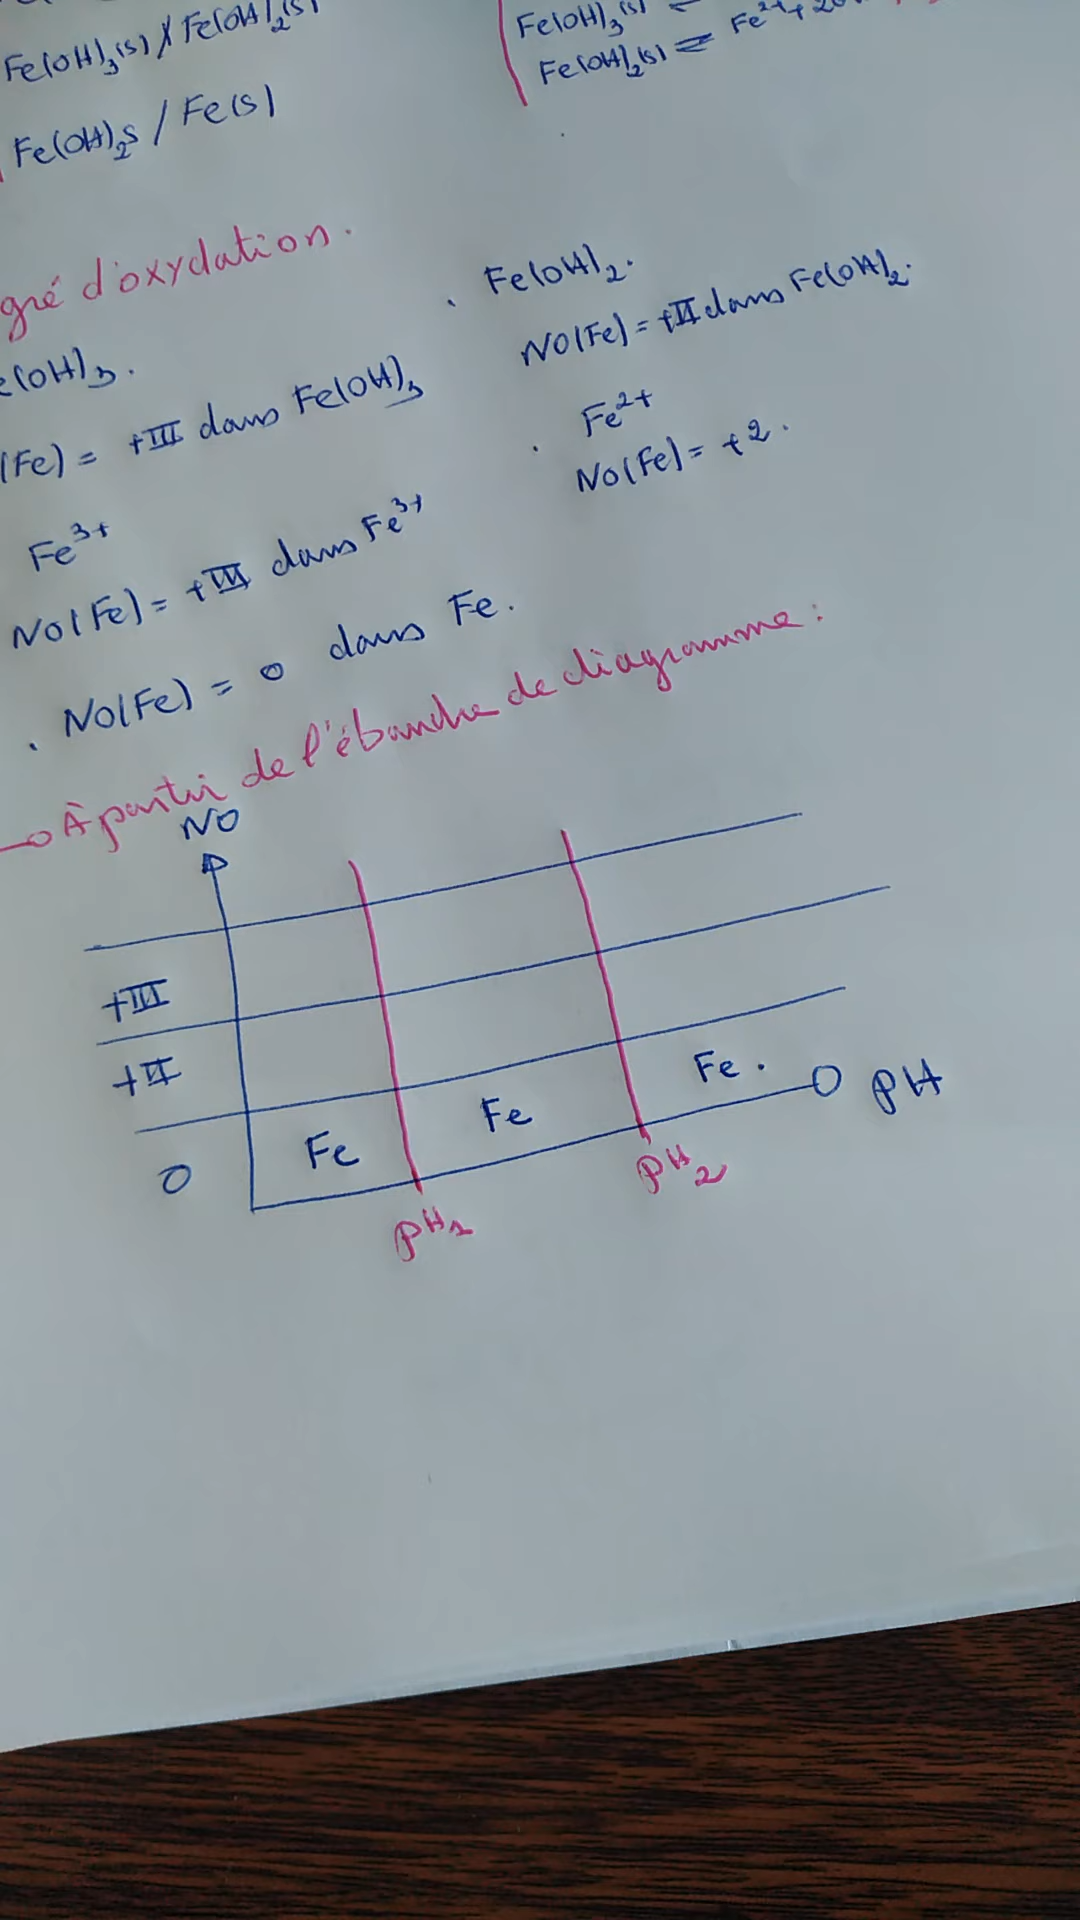 Fe(OH)3(s) / Fe(OH)2(s)
Fe(OH)2s / Fe(s)
Fe(OH)3(s) =
Fe(OH)2(s) = Fe2+ + 2O
gré d'oxydation.
e(OH)3.
(Fe) = +III dans Fe(OH)3
Fe3+
No(Fe) = +III dans Fe3+
. No(Fe) = 0 dans Fe.
. Fe(OH)2.
NO(Fe) = +II dans Fe(OH)2.
. Fe2+
No(Fe) = +2.
À partir de l'ébauche de diagramme :
NO
+III
+II
0
Fe
Fe
Fe.
PH
PH1
PH2